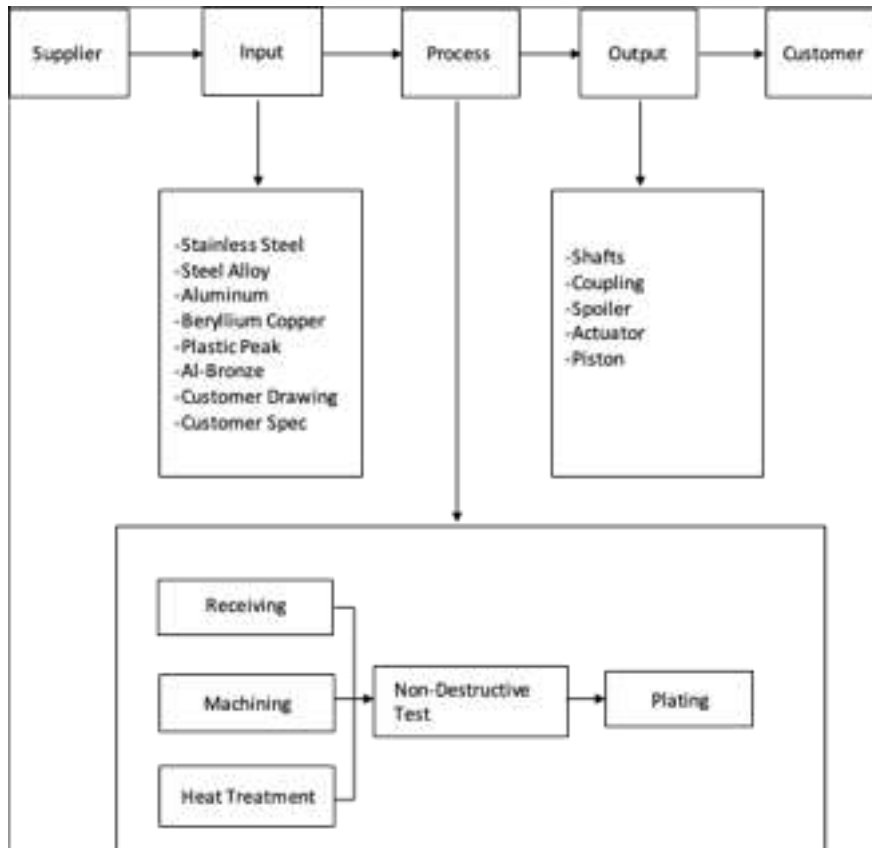 Supplier
Input
Process
Output
Customer
-Stainless Steel
-Steel Alloy
-Aluminum
-Beryllium Copper
-Plastic Peak
-Al-Bronze
-Customer Drawing
-Customer Spec
-Shafts
-Coupling
-Spoiler
-Actuator
-Piston
Receiving
Machining
Heat Treatment
Non-Destructive
Test
Plating